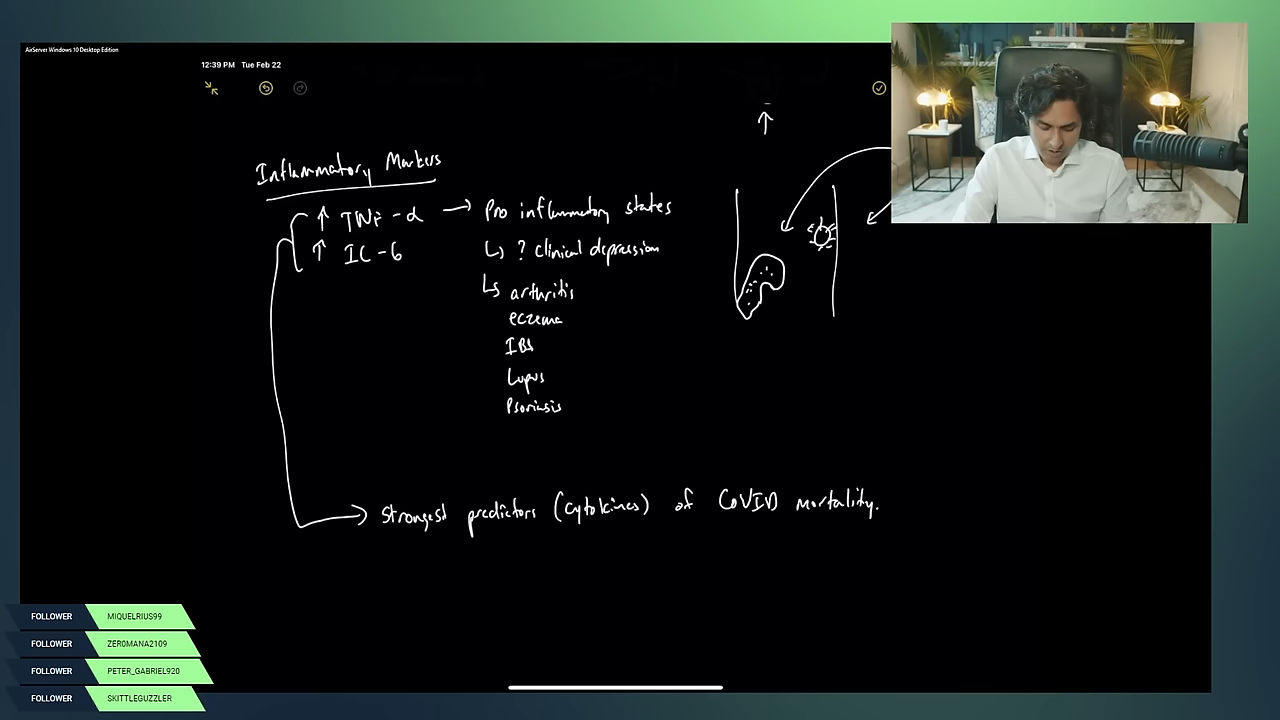 AirServer Windows 10 Desktop Edition
12:39 PM Tue Feb 22
Inflammatory Markers
↑ TNF-α → Pro inflammatory states
↑ IL-6
↳ ? clinical depression
↳ arthritis
eczema
IBS
Lupus
Psoriasis
→ strongest predictors (cytokines) of COVID mortality.
FOLLOWER MIQUELRIUS99
FOLLOWER ZER0MANA2109
FOLLOWER PETER_GABRIEL920
FOLLOWER SKITTLEGUZZLER